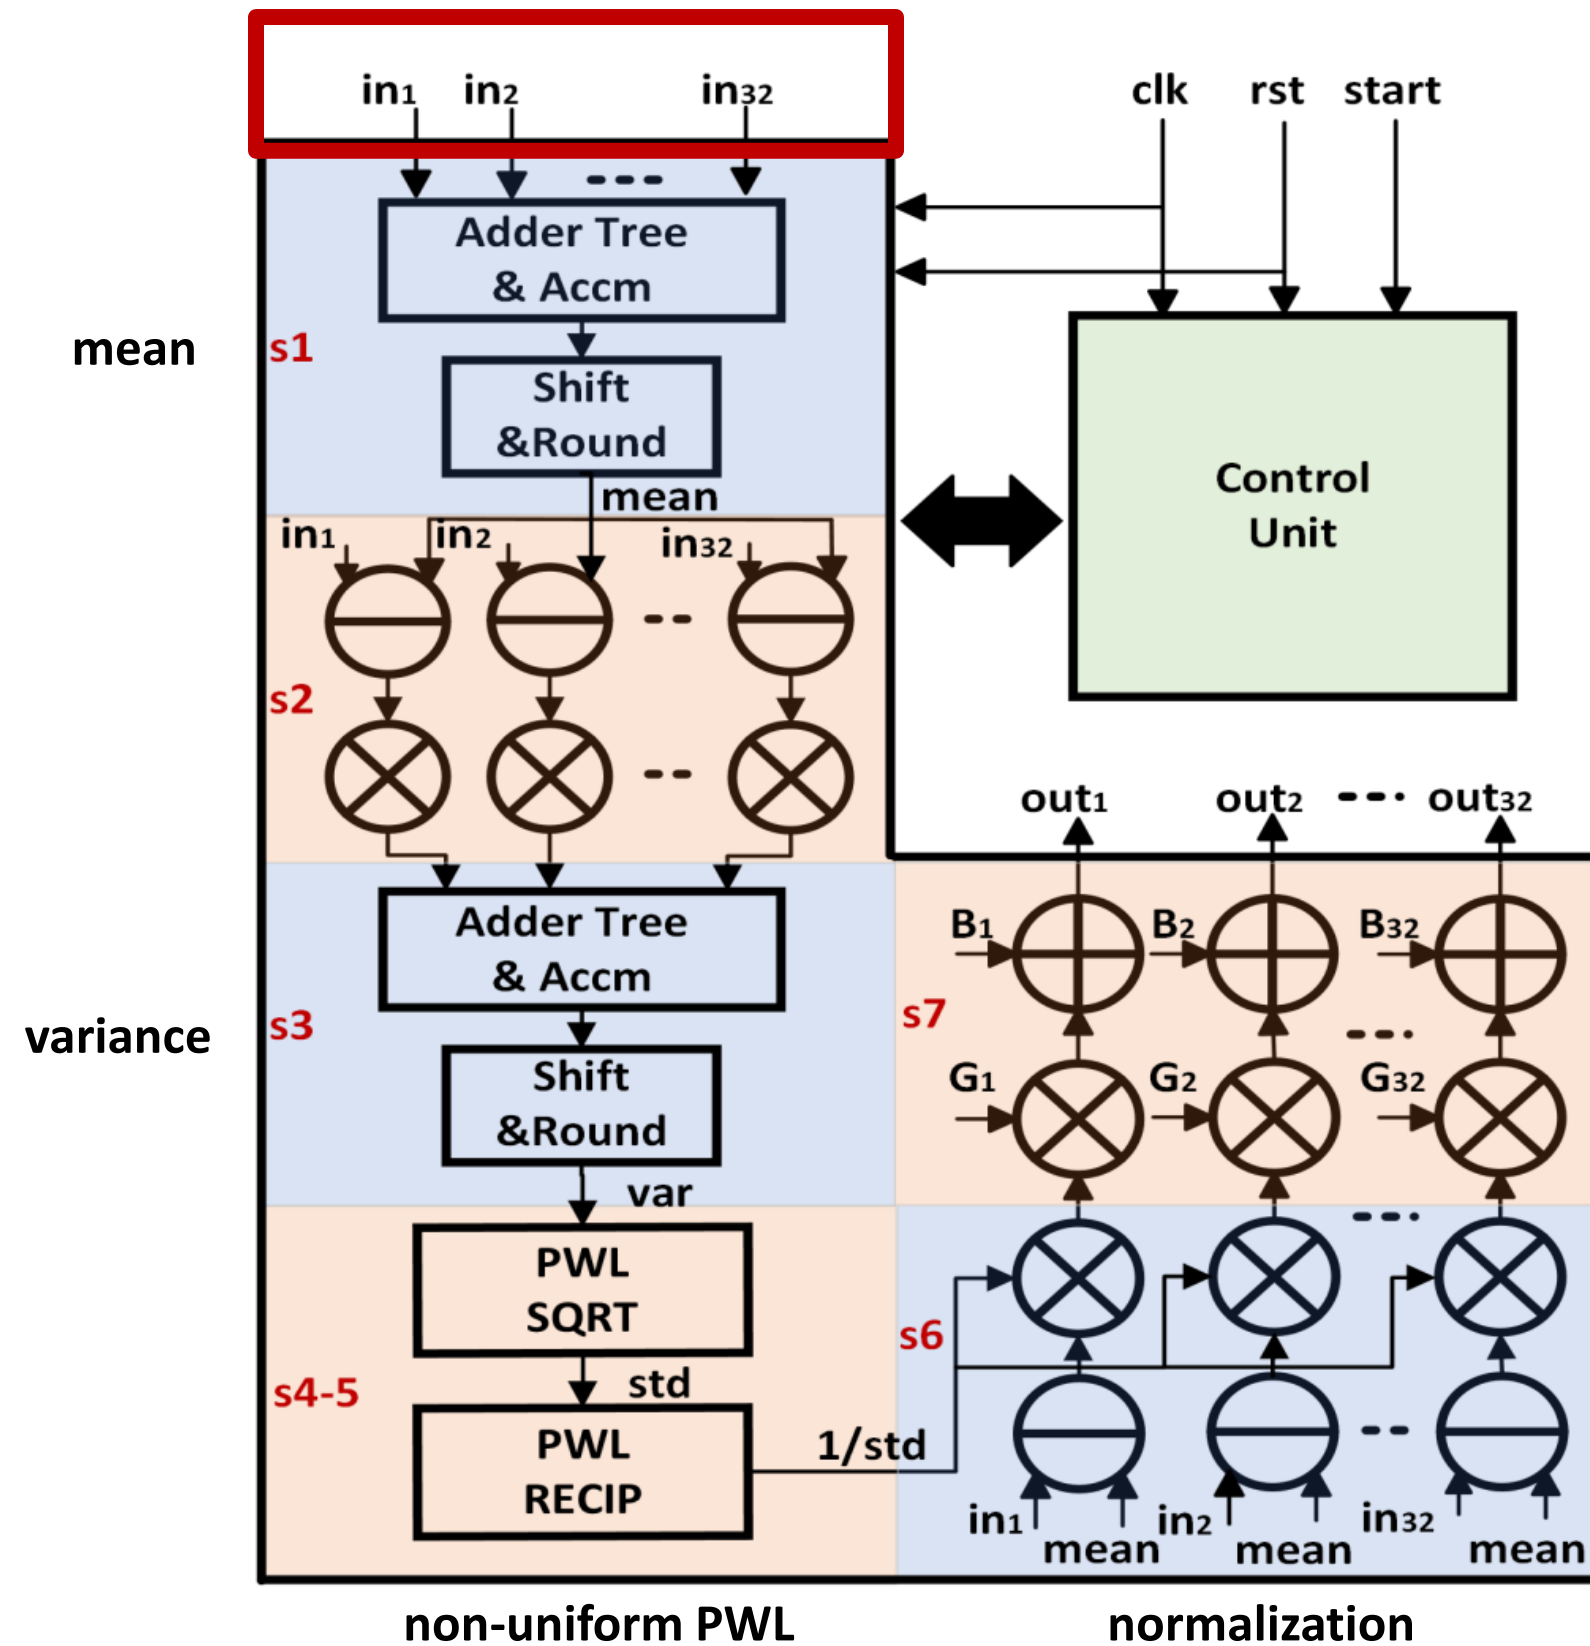 in1 in2 in32
clk rst start
Adder Tree
& Accm
mean
s1
Shift
&Round
mean
Control
Unit
in1 in2 in32
s2
out1 out2 out32
Adder Tree
& Accm
variance
s3
Shift
&Round
var
B1 B2 B32
s7
G1 G2 G32
PWL
SQRT
s4-5
std
PWL
RECIP
1/std
s6
in1 in2 in32
mean mean mean
non-uniform PWL
normalization